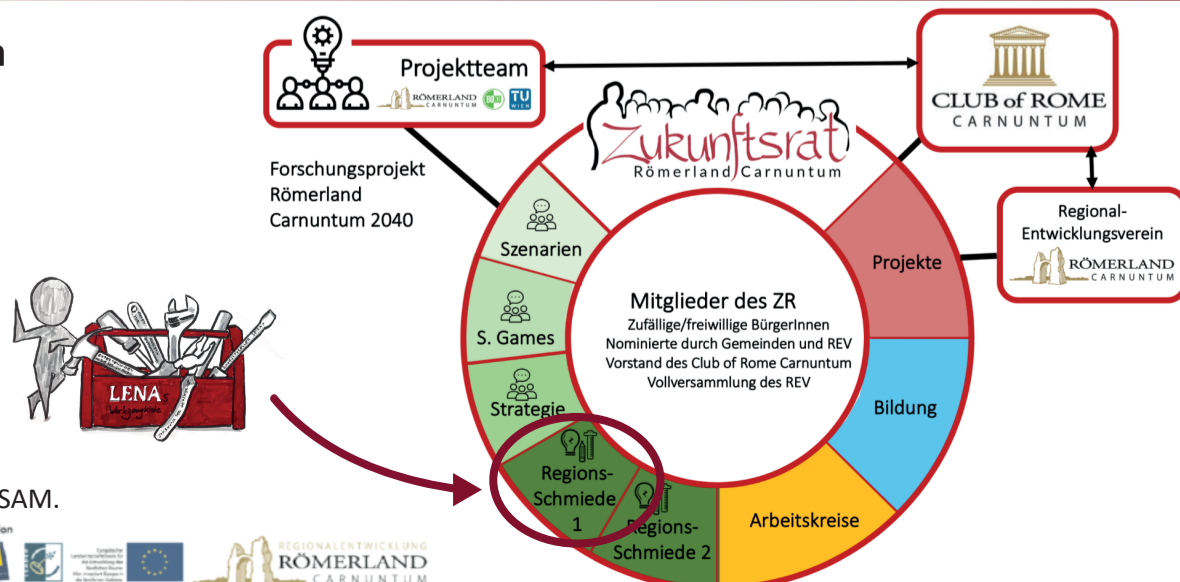 Projektteam
RÖMERLAND
CARNUNTUM
BOKU
TU
WIEN
CLUB of ROME
CARNUNTUM
Zukunftsrat
Römerland Carnuntum
Forschungsprojekt
Römerland
Carnuntum 2040
Regional-
Entwicklungsverein
RÖMERLAND
CARNUNTUM
Szenarien
S. Games
Strategie
Regions-
Schmiede
1
Regions-
Schmiede 2
Arbeitskreise
Bildung
Projekte
Mitglieder des ZR
Zufällige/freiwillige BürgerInnen
Nominierte durch Gemeinden und REV
Vorstand des Club of Rome Carnuntum
Vollversammlung des REV
LENAs
SAM.
REGIONALENTWICKLUNG
RÖMERLAND
CARNUNTUM